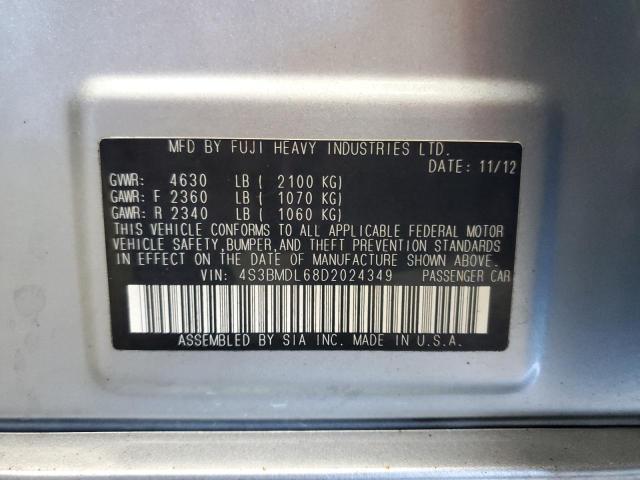 MFD BY FUJI HEAVY INDUSTRIES LTD.
DATE: 11/12
GVWR: 4630 LB ( 2100 KG)
GAWR: F 2360 LB ( 1070 KG)
GAWR: R 2340 LB ( 1060 KG)
THIS VEHICLE CONFORMS TO ALL APPLICABLE FEDERAL MOTOR
VEHICLE SAFETY, BUMPER, AND THEFT PREVENTION STANDARDS
IN EFFECT ON THE DATE OF MANUFACTURE SHOWN ABOVE.
VIN: 4S3BMDL68D2024349 PASSENGER CAR
ASSEMBLED BY SIA INC. MADE IN U.S.A.